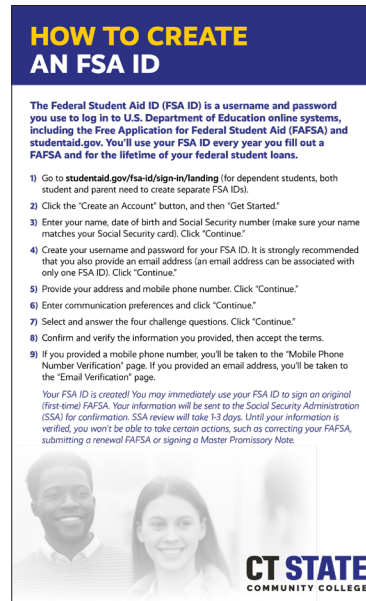 HOW TO CREATE
AN FSA ID
The Federal Student Aid ID (FSA ID) is a username and password
you use to log in to U.S. Department of Education online systems,
including the Free Application for Federal Student Aid (FAFSA) and
studentaid.gov. You'll use your FSA ID every year you fill out a
FAFSA and for the lifetime of your federal student loans.
1) Go to studentaid.gov/fsa-id/sign-in/landing (for dependent students, both
student and parent need to create separate FSA IDs).
2) Click the "Create an Account" button, and then "Get Started."
3) Enter your name, date of birth and Social Security number (make sure your name
matches your Social Security card). Click "Continue."
4) Create your username and password for your FSA ID. It is strongly recommended
that you also provide an email address (an email address can be associated with
only one FSA ID). Click "Continue."
5) Provide your address and mobile phone number. Click "Continue."
6) Enter communication preferences and click "Continue."
7) Select and answer the four challenge questions. Click "Continue."
8) Confirm and verify the information you provided, then accept the terms.
9) If you provided a mobile phone number, you'll be taken to the "Mobile Phone
Number Verification" page. If you provided an email address, you'll be taken to
the "Email Verification" page.
Your FSA ID is created! You may immediately use your FSA ID to sign an original
(first-time) FAFSA. Your information will be sent to the Social Security Administration
(SSA) for confirmation. SSA review will take 1-3 days. Until your information is
verified, you won't be able to take certain actions, such as correcting your FAFSA,
submitting a renewal FAFSA or signing a Master Promissory Note.
CT STATE
COMMUNITY COLLEGE